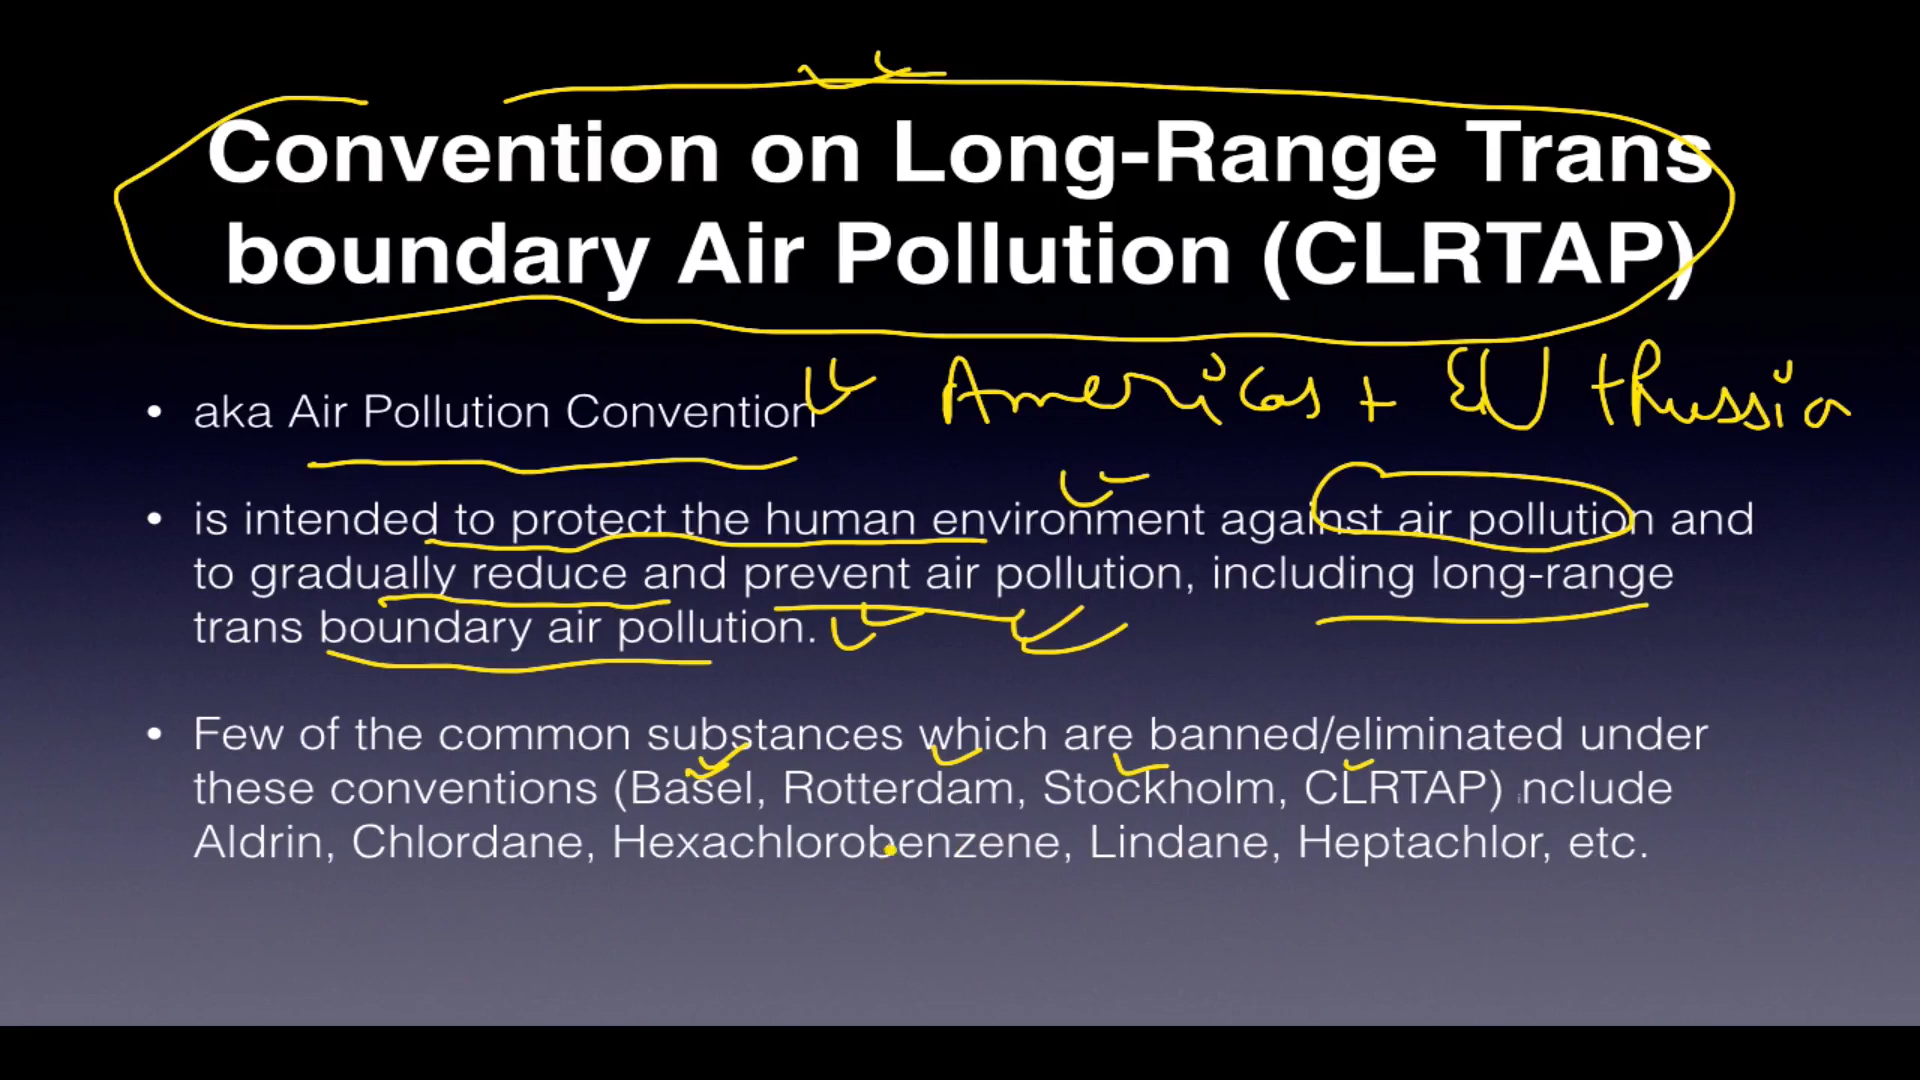 Convention on Long-Range Trans
boundary Air Pollution (CLRTAP)
• aka Air Pollution Convention
Americas + EU + Russia
• is intended to protect the human environment against air pollution and
to gradually reduce and prevent air pollution, including long-range
trans boundary air pollution.
• Few of the common substances which are banned/eliminated under
these conventions (Basel, Rotterdam, Stockholm, CLRTAP) include
Aldrin, Chlordane, Hexachlorobenzene, Lindane, Heptachlor, etc.